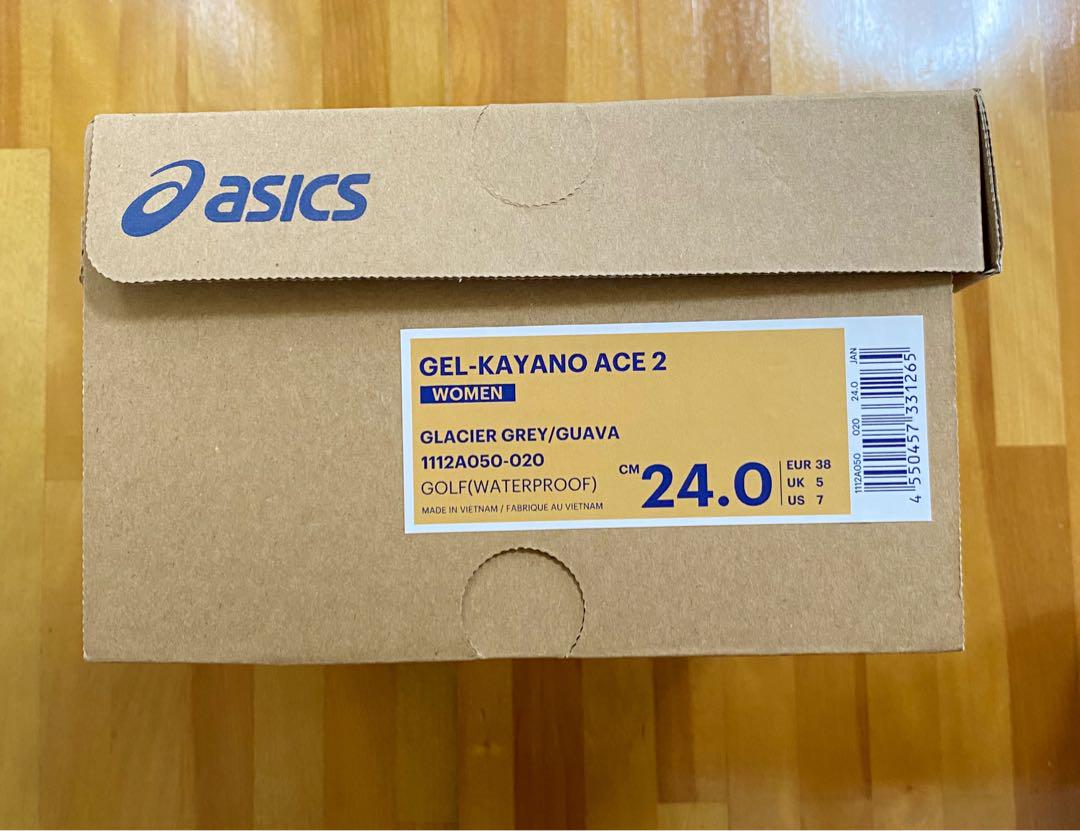 asics
GEL-KAYANO ACE 2
WOMEN
GLACIER GREY/GUAVA
1112A050-020
GOLF(WATERPROOF)
MADE IN VIETNAM / FABRIQUE AU VIETNAM
CM 24.0
EUR 38
UK 5
US 7
1112A050 020 24.0 JAN
4 550457 331265